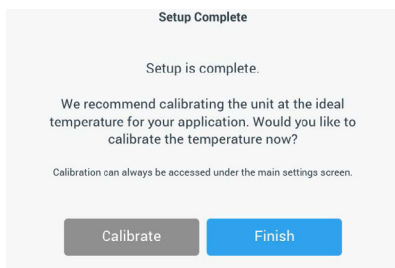 Setup Complete
Setup is complete.
We recommend calibrating the unit at the ideal
temperature for your application. Would you like to
calibrate the temperature now?
Calibration can always be accessed under the main settings screen.
Calibrate
Finish